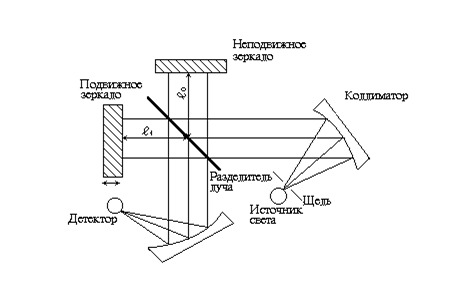 Неподвижное
зеркало
Подвижное
зеркало
ℓ₀
Коллиматор
ℓ₁
Разделитель
луча
Щель
Источник
света
Детектор